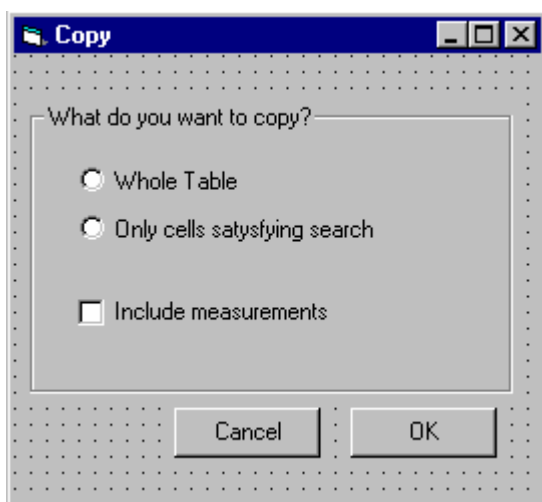 Copy
What do you want to copy?
Whole Table
Only cells satysfying search
Include measurements
Cancel OK